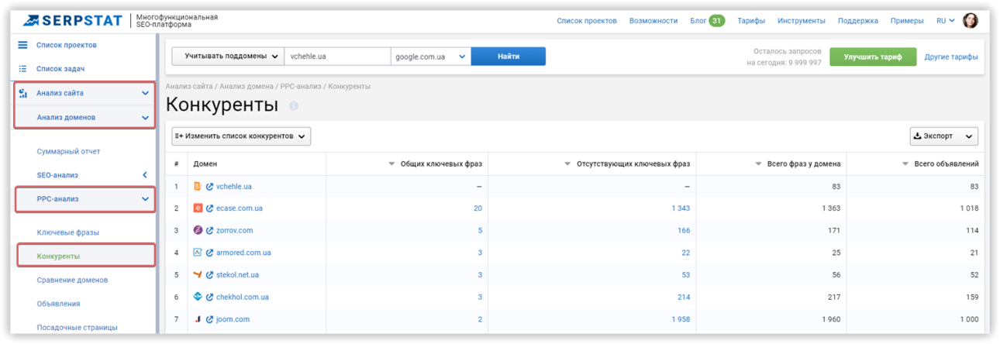 SERPSTAT
Многофункциональная
SEO-платформа
Список проектов Возможности Блог 31 Тарифы Инструменты Поддержка Примеры RU
Список проектов
Список задач
Анализ сайта
Анализ доменов
Суммарный отчет
SEO-анализ
PPC-анализ
Ключевые фразы
Конкуренты
Сравнение доменов
Объявления
Посадочные страницы
Учитывать поддомены vchehle.ua google.com.ua Найти
Осталось запросов
на сегодня: 9 999 997
Улучшить тариф Другие тарифы
Анализ сайта / Анализ домена / PPC-анализ / Конкуренты
Конкуренты
Изменить список конкурентов Экспорт
# Домен Общих ключевых фраз Отсутствующих ключевых фраз Всего фраз у домена Всего объявлений
1 vchehle.ua – – 83 83
2 ecase.com.ua 20 1 343 1 363 1 018
3 zorrov.com 5 166 171 114
4 armored.com.ua 3 22 25 21
5 stekol.net.ua 3 53 56 52
6 chekhol.com.ua 3 214 217 159
7 joom.com 2 1 958 1 960 1 000